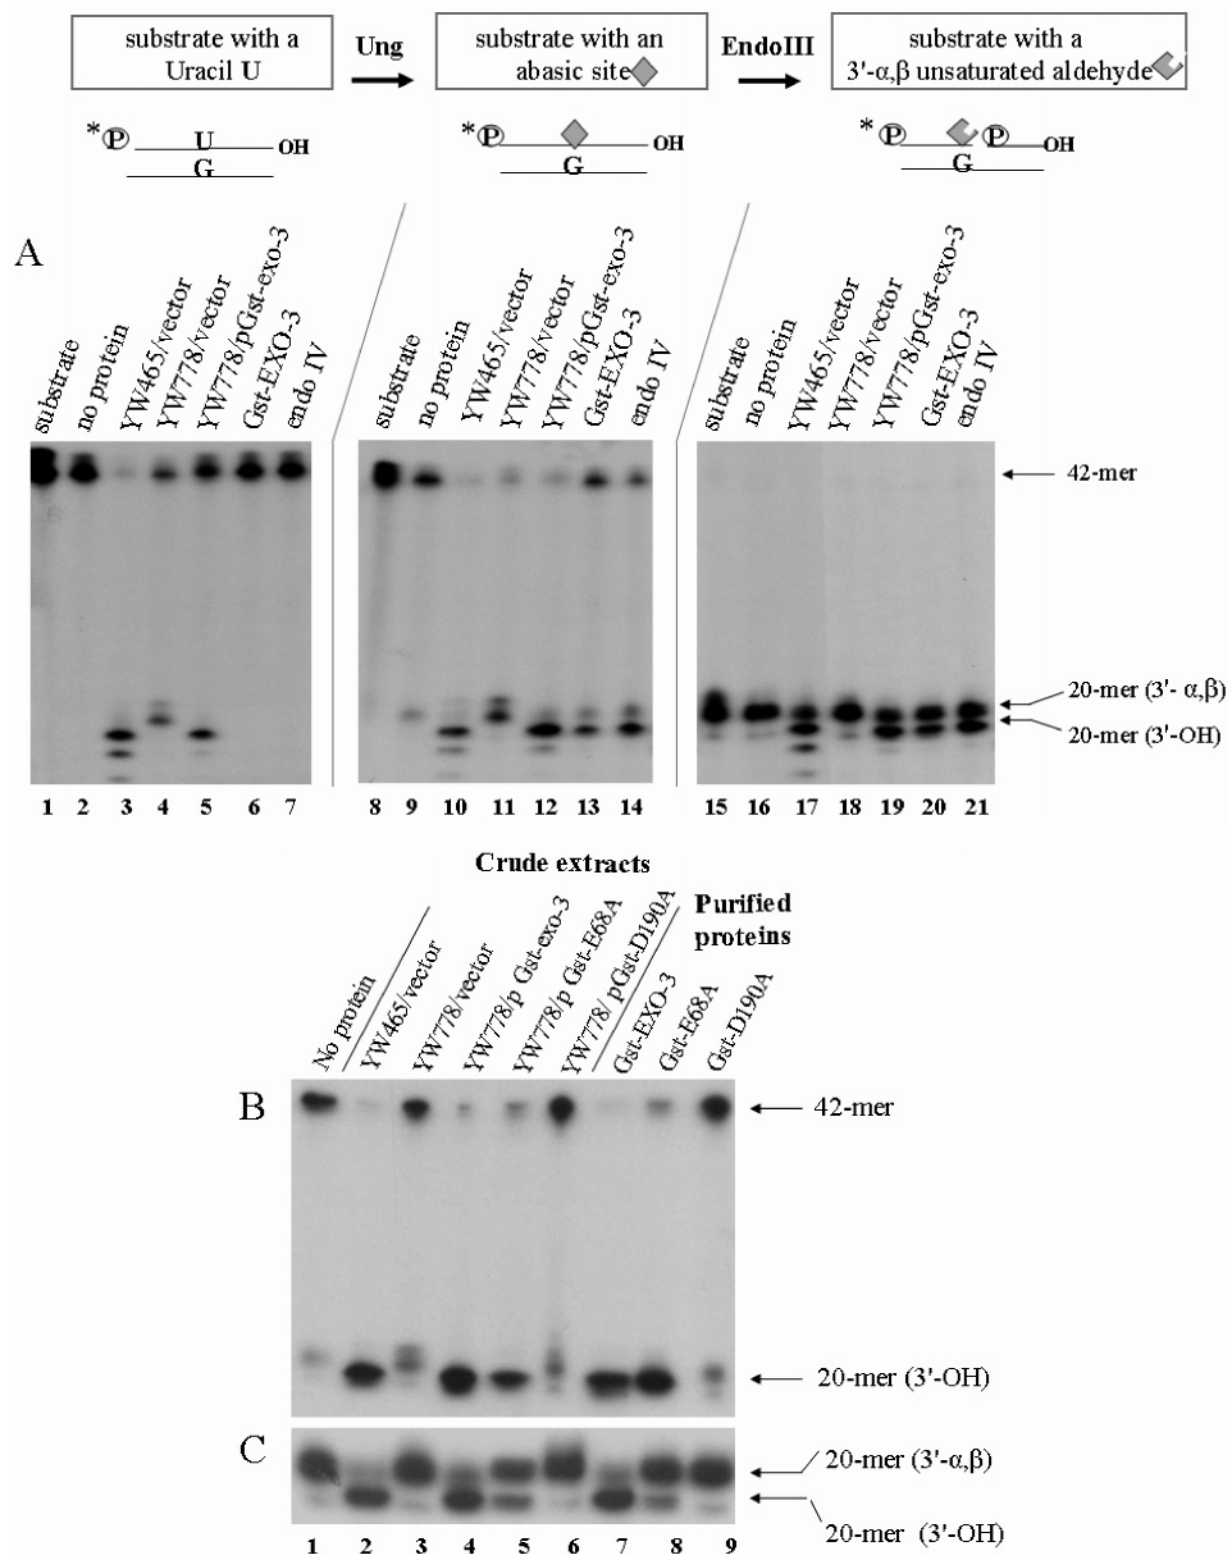 substrate with a
Uracil U
Ung
substrate with an
abasic site
EndoIII
substrate with a
3'-α,β unsaturated aldehyde
* P U OH
G
* P OH
G
* P P OH
G
A
substrate
no protein
YW465/vector
YW778/vector
YW778/pGst-exo-3
Gst-EXO-3
endo IV
substrate
no protein
YW465/vector
YW778/vector
YW778/pGst-exo-3
Gst-EXO-3
endo IV
substrate
no protein
YW465/vector
YW778/vector
YW778/pGst-exo-3
Gst-EXO-3
endo IV
42-mer
20-mer (3'- α,β)
20-mer (3'-OH)
1 2 3 4 5 6 7 8 9 10 11 12 13 14 15 16 17 18 19 20 21
Crude extracts
Purified
proteins
No protein
YW465/vector
YW778/vector
YW778/p Gst-exo-3
YW778/p Gst-E68A
YW778/ pGst-D190A
Gst-EXO-3
Gst-E68A
Gst-D190A
B
42-mer
20-mer (3'-OH)
C
20-mer (3'-α,β)
20-mer (3'-OH)
1 2 3 4 5 6 7 8 9